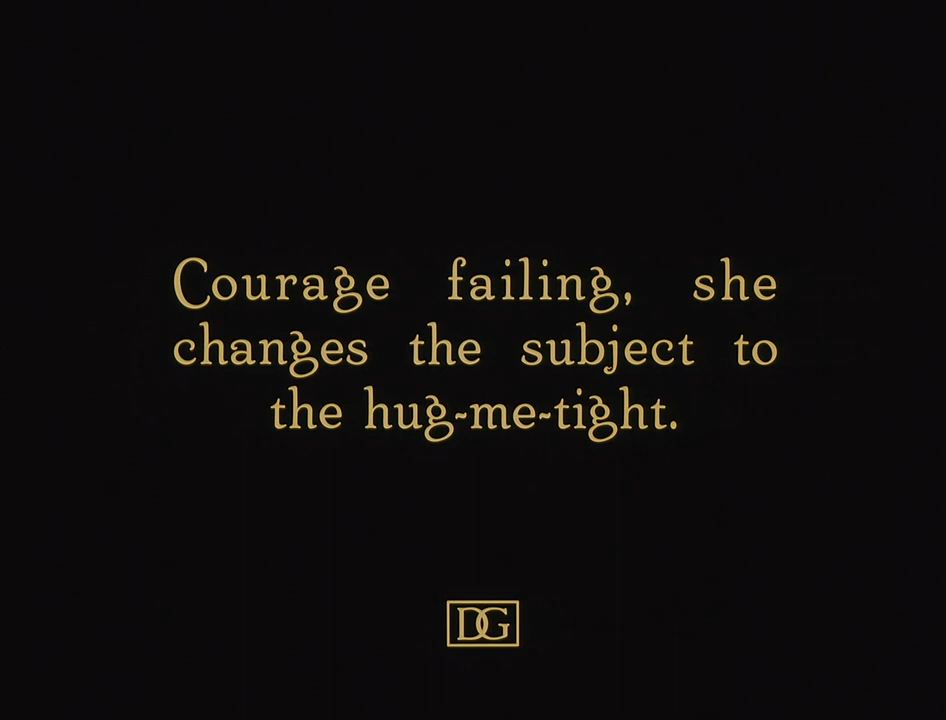 Courage failing, she
changes the subject to
the hug-me-tight.
DG